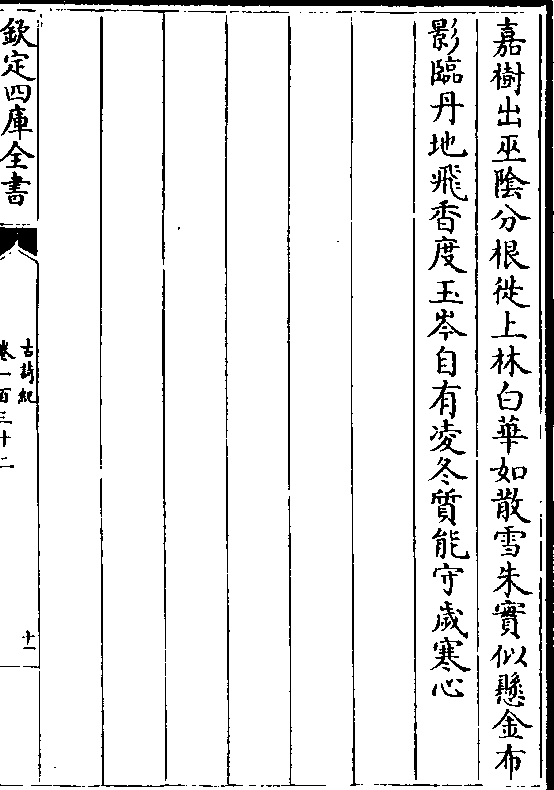 嘉樹出巫陰分根徙上林白華如散雪朱實似懸金布
影臨丹地飛香度玉岑自有凌冬質能守歲寒心
欽定四庫全書
古詩紀
卷一百三十二
十一